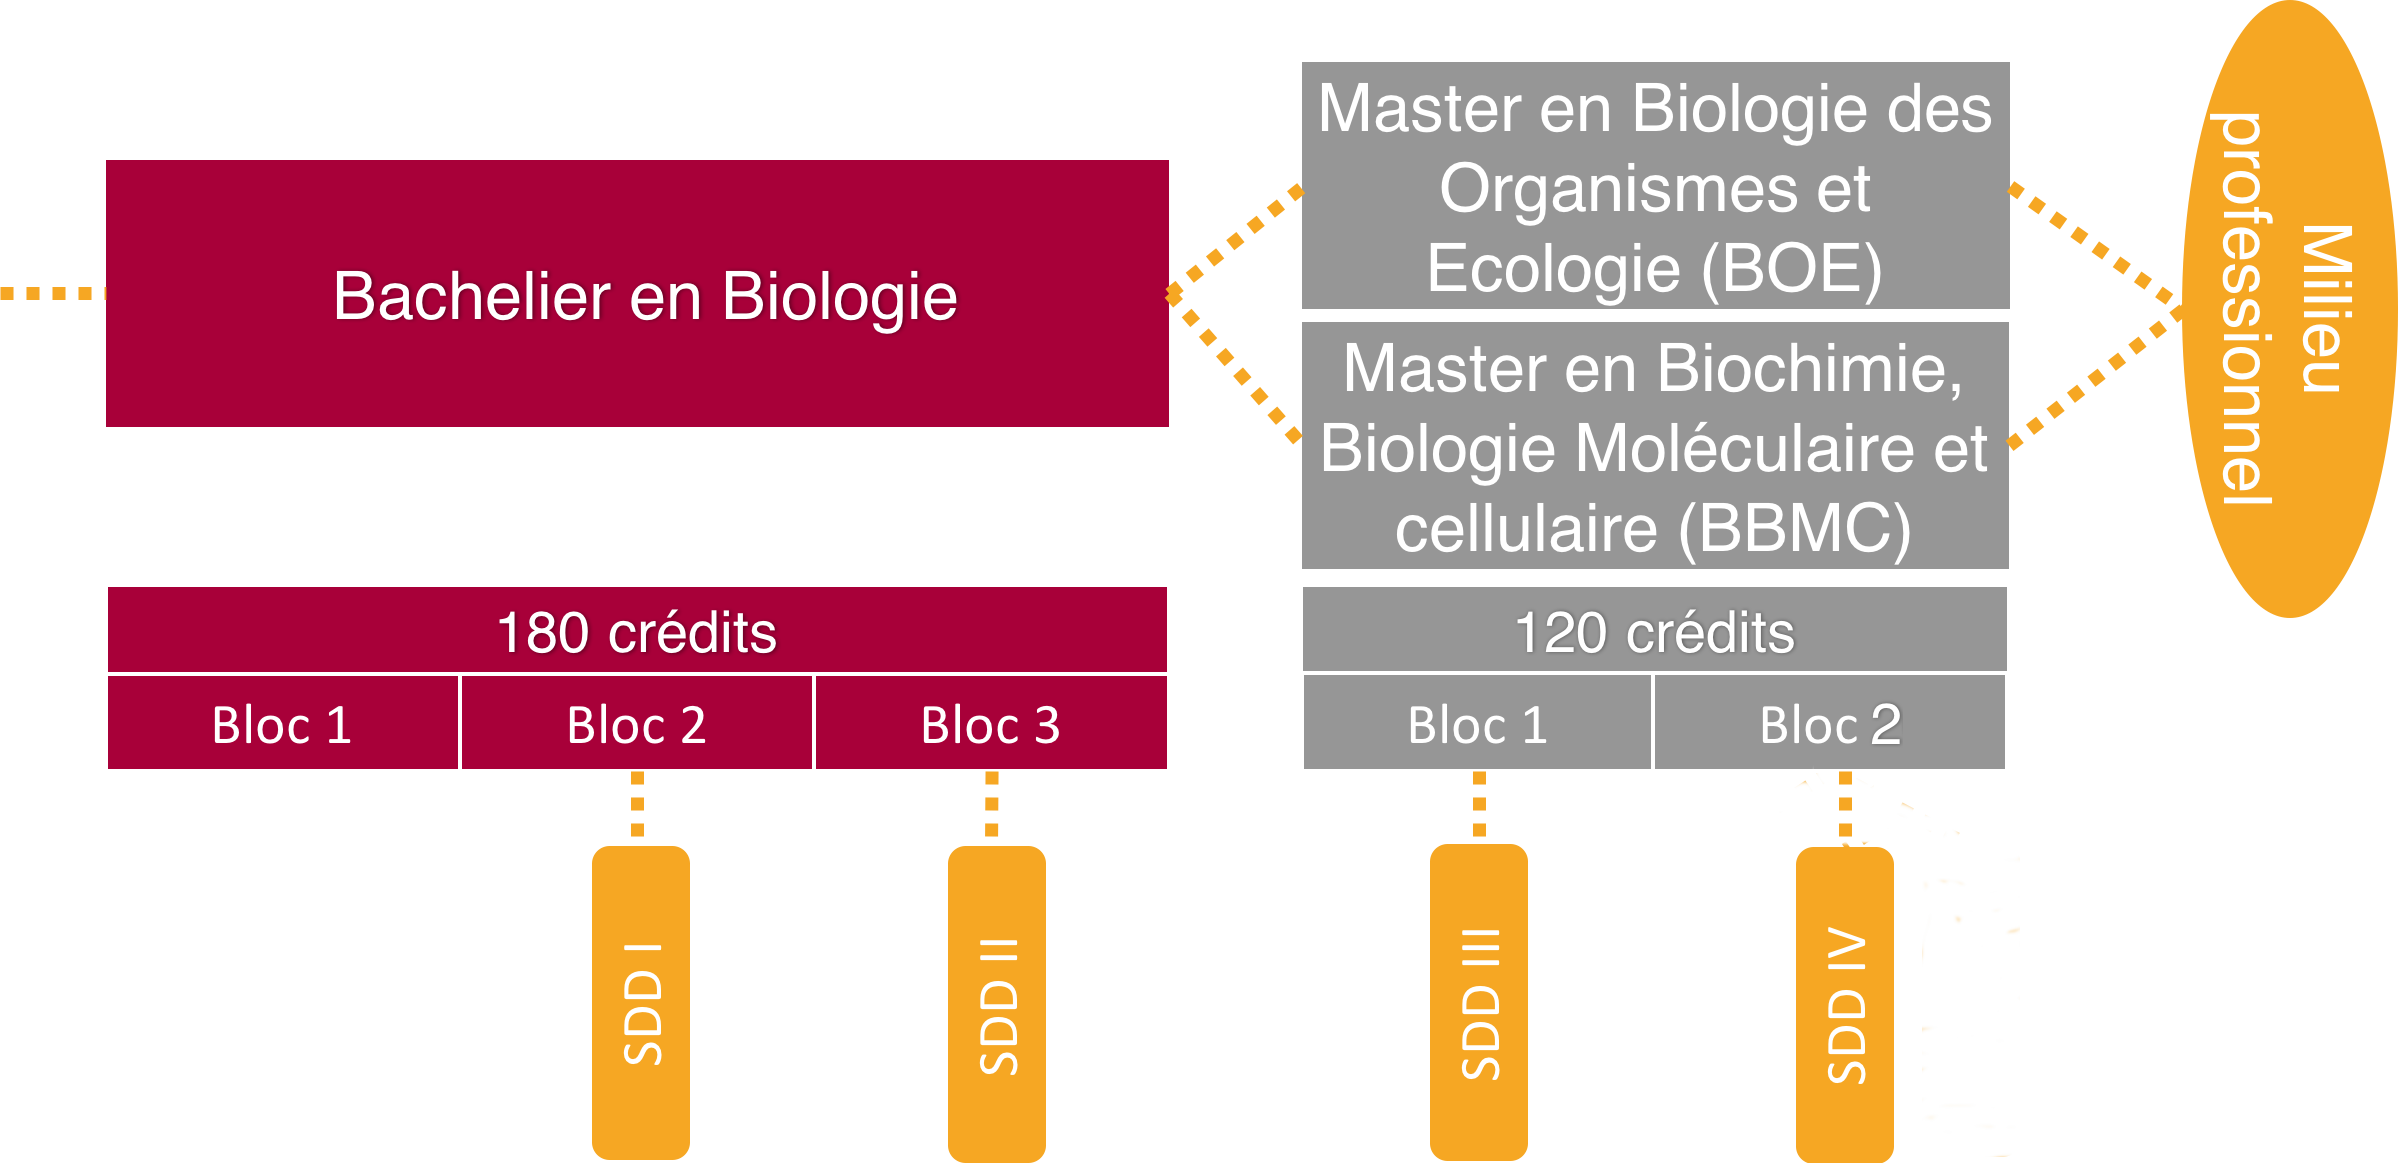 Bachelier en Biologie
Master en Biologie des
Organismes et
Ecologie (BOE)
Master en Biochimie,
Biologie Moléculaire et
cellulaire (BBMC)
Milieu
professionnel
180 crédits
120 crédits
Bloc 1
Bloc 2
Bloc 3
Bloc 1
Bloc 2
SDD I
SDD II
SDD III
SDD IV